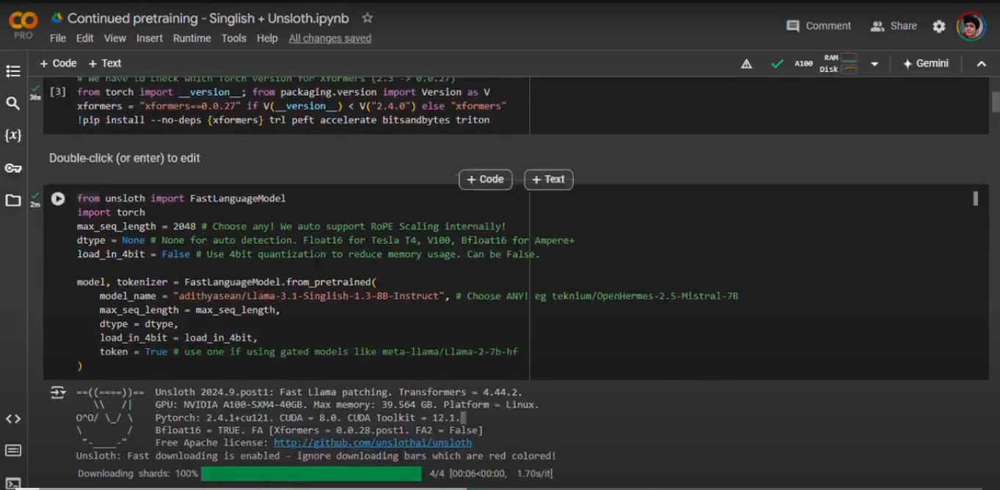 CO
PRO
Continued pretraining - Singlish + Unsloth.ipynb
File Edit View Insert Runtime Tools Help All changes saved
Comment Share
+ Code + Text
A100 RAM Disk Gemini
# We have to check which Torch version for Xformers (2.3 -> 0.0.27)
36s [3] from torch import __version__; from packaging.version import Version as V
xformers = "xformers==0.0.27" if V(__version__) < V("2.4.0") else "xformers"
!pip install --no-deps {xformers} trl peft accelerate bitsandbytes triton
{x}
Double-click (or enter) to edit
+ Code + Text
2m from unsloth import FastLanguageModel
import torch
max_seq_length = 2048 # Choose any! We auto support RoPE Scaling internally!
dtype = None # None for auto detection. Float16 for Tesla T4, V100, Bfloat16 for Ampere+
load_in_4bit = False # Use 4bit quantization to reduce memory usage. Can be False.
model, tokenizer = FastLanguageModel.from_pretrained(
model_name = "adithyasean/Llama-3.1-Singlish-1.3-8B-Instruct", # Choose ANY! eg teknium/OpenHermes-2.5-Mistral-7B
max_seq_length = max_seq_length,
dtype = dtype,
load_in_4bit = load_in_4bit,
token = True # use one if using gated models like meta-llama/Llama-2-7b-hf
)
==((====))== Unsloth 2024.9.post1: Fast Llama patching. Transformers = 4.44.2.
\\ /| GPU: NVIDIA A100-SXM4-40GB. Max memory: 39.564 GB. Platform = Linux.
O^O/ \_/ \ Pytorch: 2.4.1+cu121. CUDA = 8.0. CUDA Toolkit = 12.1.
\ / Bfloat16 = TRUE. FA [Xformers = 0.0.28.post1. FA2 = False]
"-____-" Free Apache license: http://github.com/unslothai/unsloth
Unsloth: Fast downloading is enabled - ignore downloading bars which are red colored!
Downloading shards: 100% 4/4 [00:06<00:00, 1.70s/it]